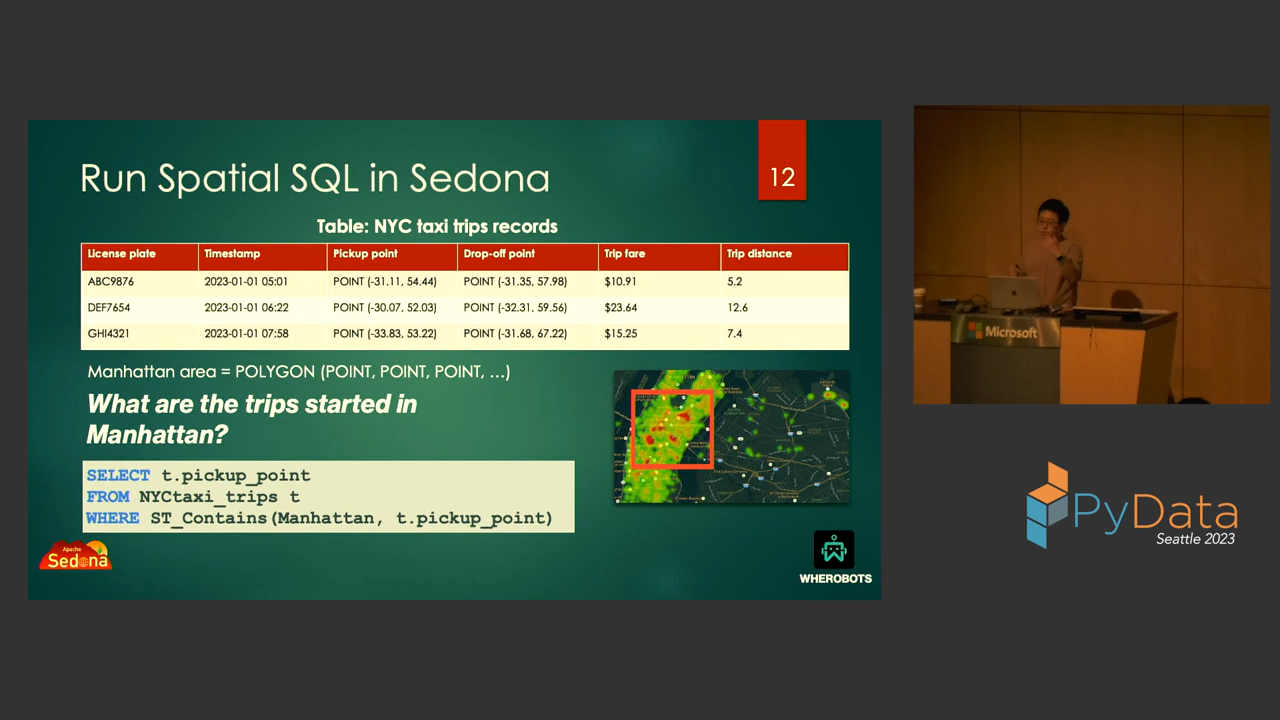 Run Spatial SQL in Sedona
12
Table: NYC taxi trips records
License plate Timestamp Pickup point Drop-off point Trip fare Trip distance
ABC9876 2023-01-01 05:01 POINT (-31.11, 54.44) POINT (-31.35, 57.98) $10.91 5.2
DEF7654 2023-01-01 06:22 POINT (-30.07, 52.03) POINT (-32.31, 59.56) $23.64 12.6
GHI4321 2023-01-01 07:58 POINT (-33.83, 53.22) POINT (-31.68, 67.22) $15.25 7.4
Manhattan area = POLYGON (POINT, POINT, POINT, …)
What are the trips started in
Manhattan?
SELECT t.pickup_point
FROM NYCtaxi_trips t
WHERE ST_Contains(Manhattan, t.pickup_point)
Apache
Sedona
WHEROBOTS
Microsoft
PyData
Seattle 2023